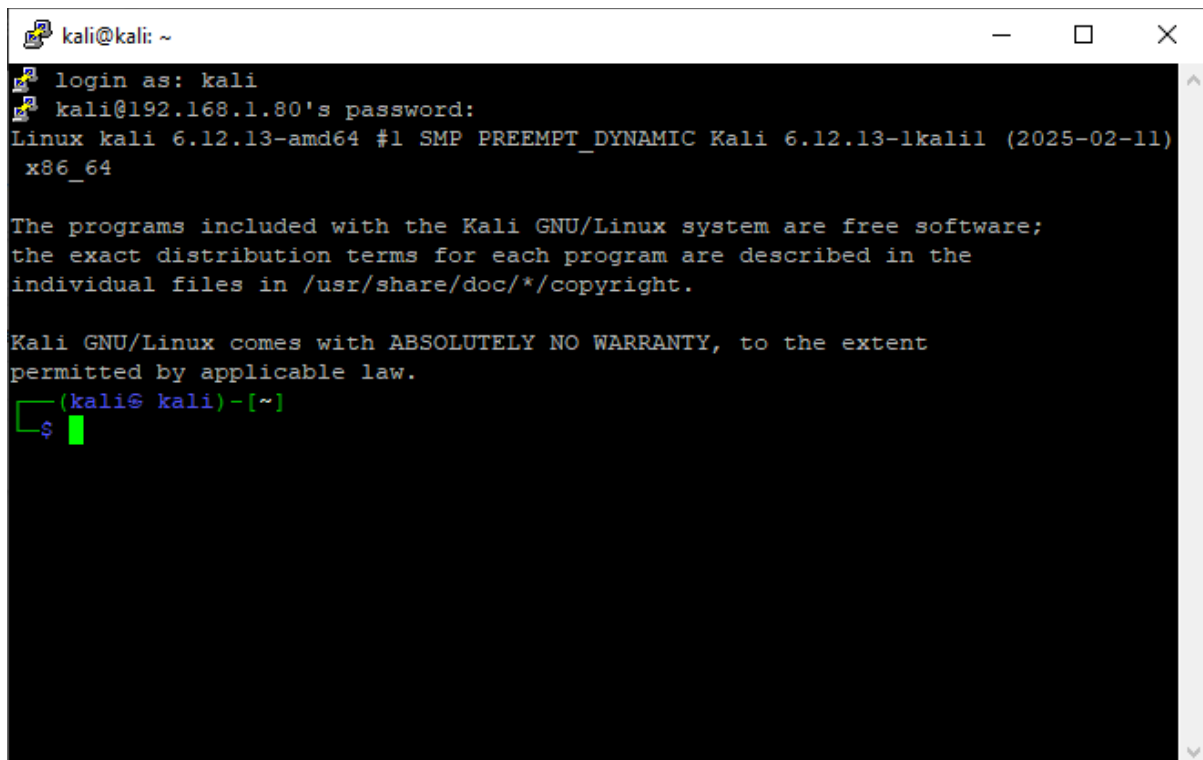 kali@kali: ~
login as: kali
kali@192.168.1.80's password:
Linux kali 6.12.13-amd64 #1 SMP PREEMPT_DYNAMIC Kali 6.12.13-1kali1 (2025-02-11)
x86_64
The programs included with the Kali GNU/Linux system are free software;
the exact distribution terms for each program are described in the
individual files in /usr/share/doc/*/copyright.
Kali GNU/Linux comes with ABSOLUTELY NO WARRANTY, to the extent
permitted by applicable law.
┌──(kali㉿ kali)-[~]
└─$